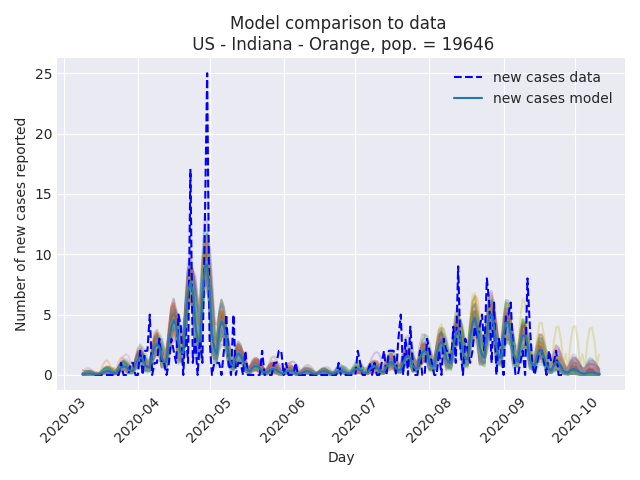 Model comparison to data
US - Indiana - Orange, pop. = 19646
new cases data
new cases model
Number of new cases reported
25
20
15
10
5
0
2020-03
2020-04
2020-05
2020-06
2020-07
2020-08
2020-09
2020-10
Day